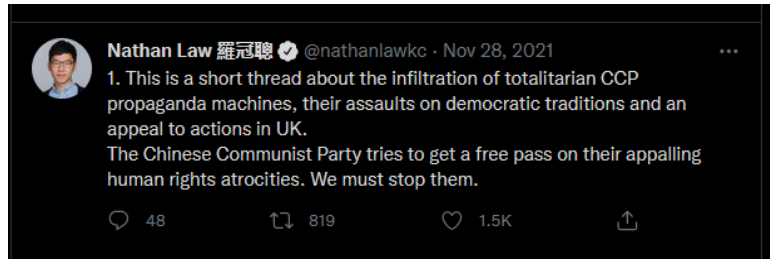 Nathan Law 羅冠聰 @nathanlawkc · Nov 28, 2021
1. This is a short thread about the infiltration of totalitarian CCP
propaganda machines, their assaults on democratic traditions and an
appeal to actions in UK.
The Chinese Communist Party tries to get a free pass on their appalling
human rights atrocities. We must stop them.
48 819 1.5K